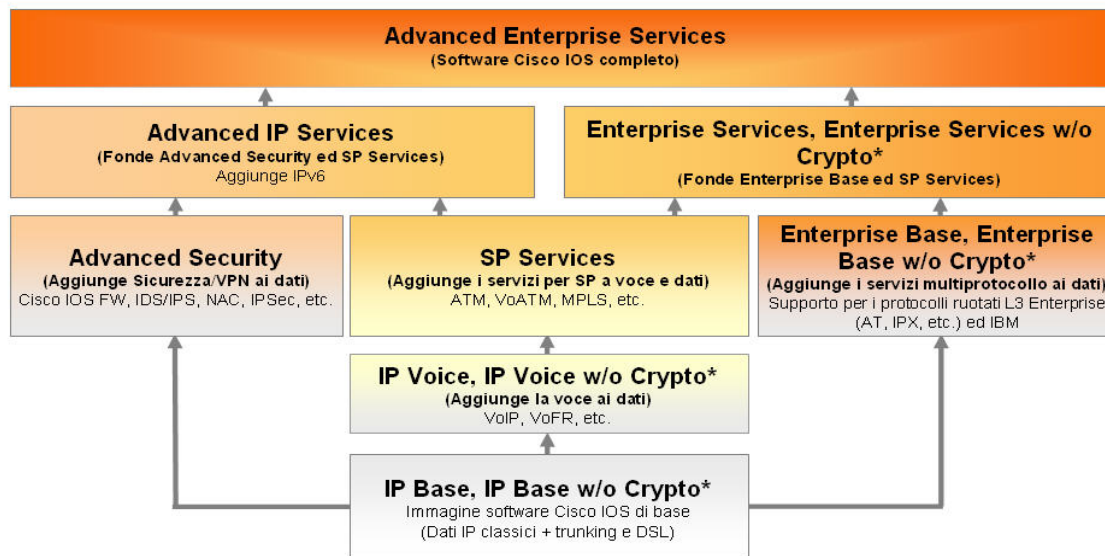 Advanced Enterprise Services
(Software Cisco IOS completo)
Advanced IP Services
(Fonde Advanced Security ed SP Services)
Aggiunge IPv6
Enterprise Services, Enterprise Services w/o
Crypto*
(Fonde Enterprise Base ed SP Services)
Advanced Security
(Aggiunge Sicurezza/VPN ai dati)
Cisco IOS FW, IDS/IPS, NAC, IPSec, etc.
SP Services
(Aggiunge i servizi per SP a voce e dati)
ATM, VoATM, MPLS, etc.
Enterprise Base, Enterprise
Base w/o Crypto*
(Aggiunge i servizi multiprotocollo ai dati)
Supporto per i protocolli ruotati L3 Enterprise
(AT, IPX, etc.) ed IBM
IP Voice, IP Voice w/o Crypto*
(Aggiunge la voce ai dati)
VoIP, VoFR, etc.
IP Base, IP Base w/o Crypto*
Immagine software Cisco IOS di base
(Dati IP classici + trunking e DSL)